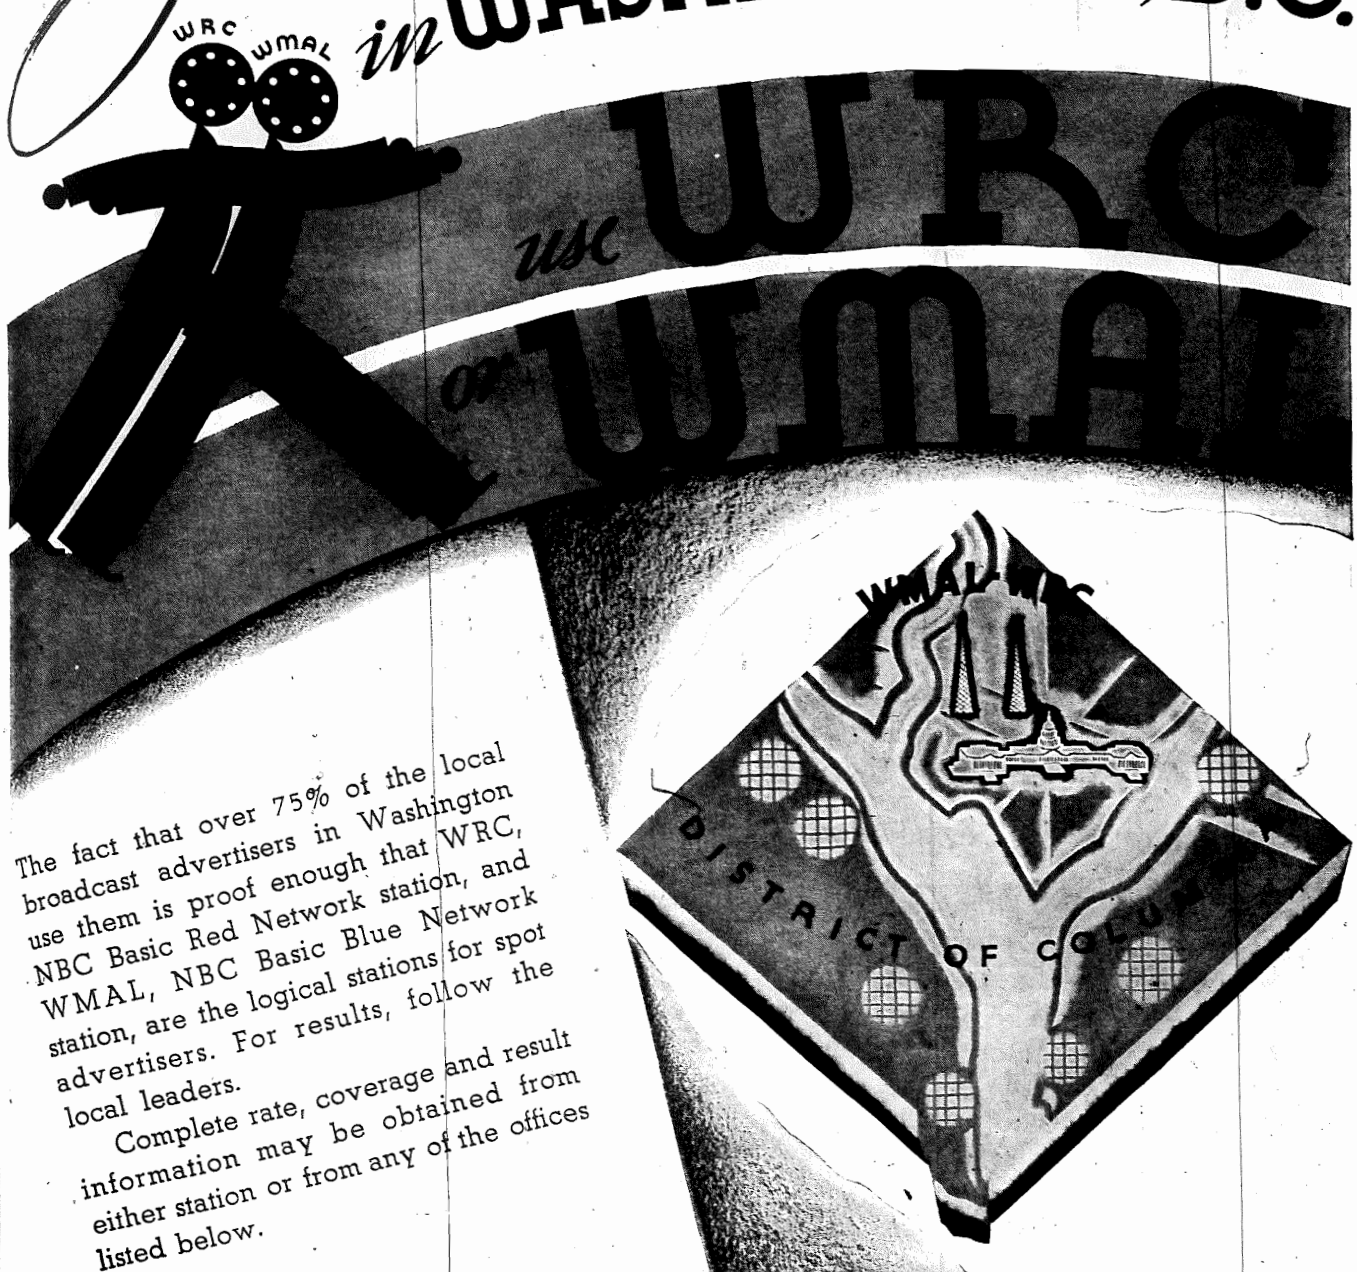 WRC WMAL
in WASH D.C.
use WRC
or WMAL
The fact that over 75% of the local
broadcast advertisers in Washington
use them is proof enough that WRC,
NBC Basic Red Network station, and
WMAL, NBC Basic Blue Network
station, are the logical stations for spot
advertisers. For results, follow the
local leaders.
Complete rate, coverage and result
information may be obtained from
either station or from any of the offices
listed below.
WMAL-WRC
DISTRICT OF COLUM